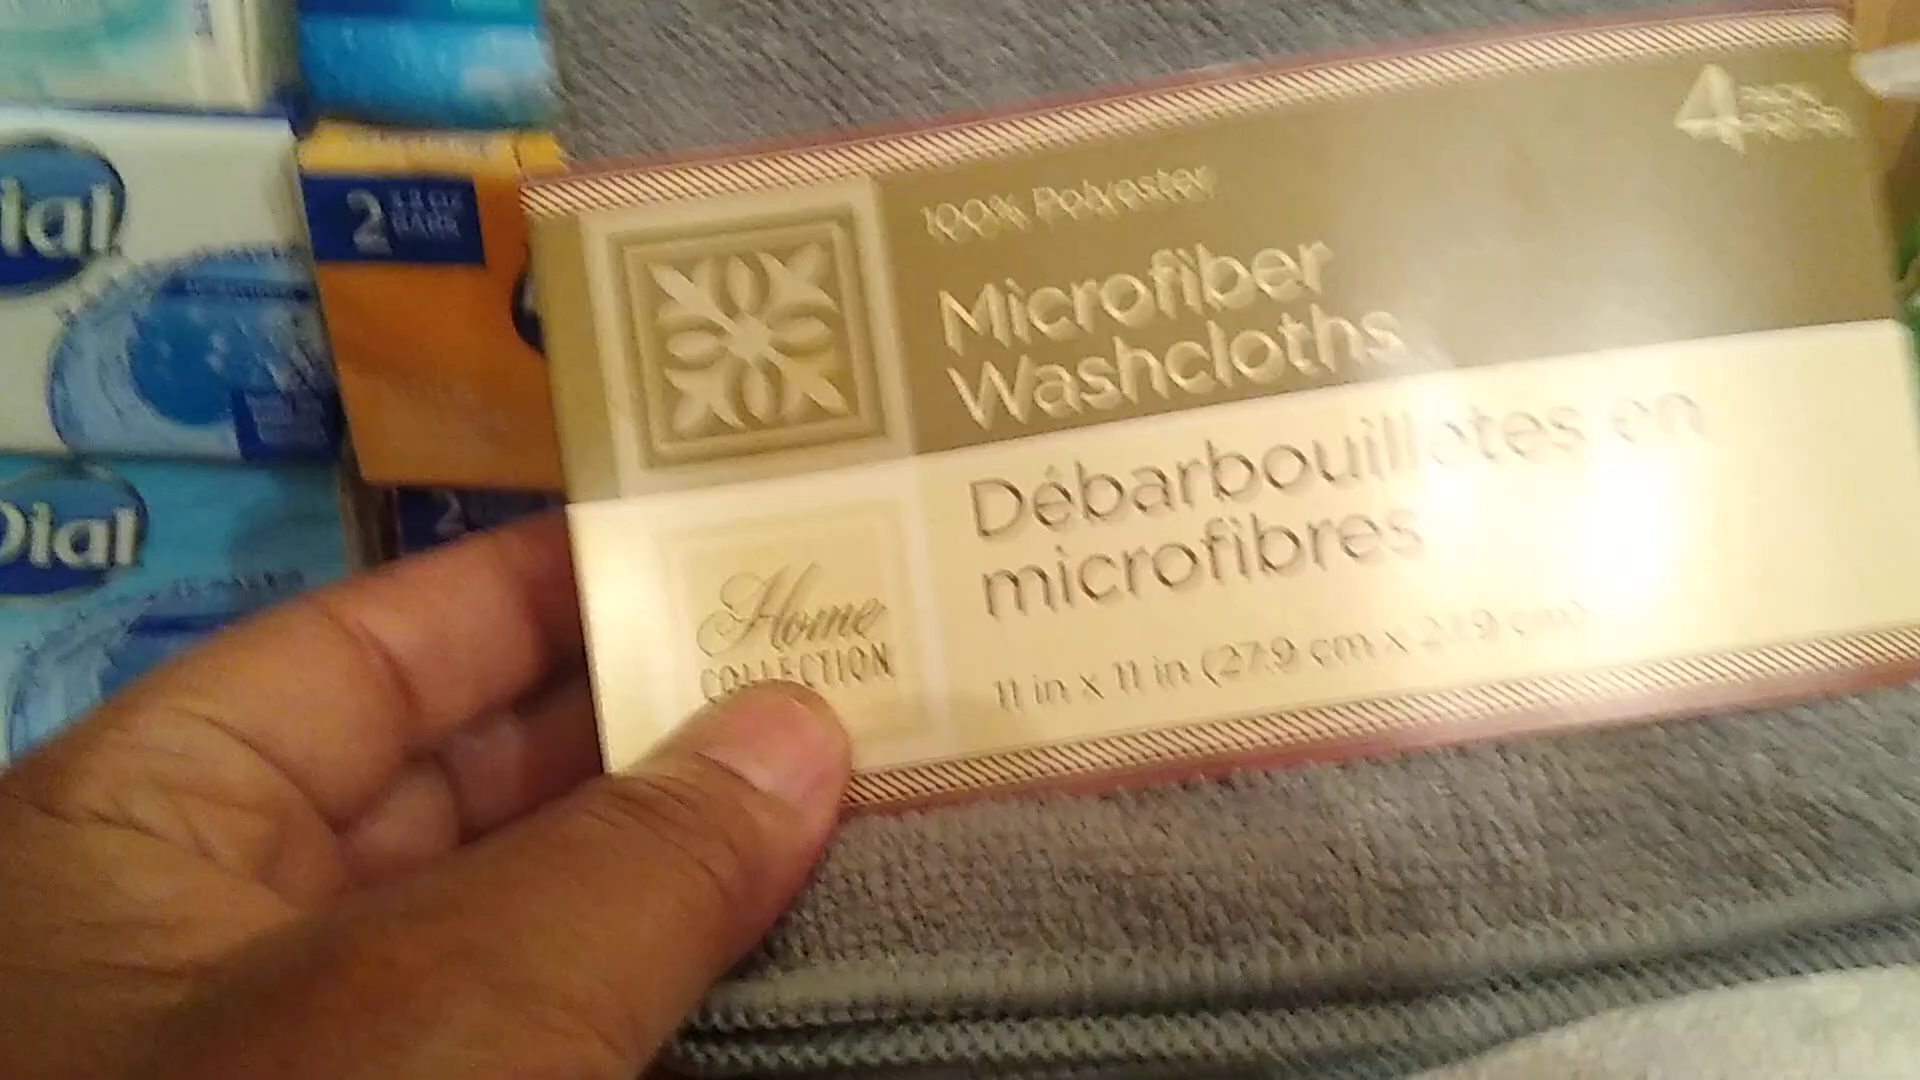 Dial
2 3.2 OZ
BARS
Dial
2
4
100% Polyester
Microfiber
Washcloths
Débarbouillettes en
microfibres
Home
COLLECTION
11 in x 11 in (27.9 cm x 27.9 cm)